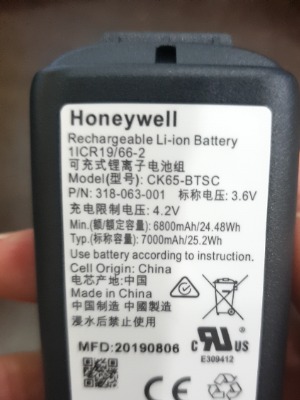 Honeywell
Rechargeable Li-ion Battery
1ICR19/66-2
可充式锂离子电池组
Model(型号): CK65-BTSC
P/N: 318-063-001 标称电压: 3.6V
充电限制电压: 4.2V
Min.(额/额定容量): 6800mAh/24.48Wh
Typ.(标称容量): 7000mAh/25.2Wh
Use battery according to instruction.
Cell Origin: China
电芯产地:中国
Made in China 中国制造
浸水后禁止使用
MFD:20190806
c RU US
E309412
CE